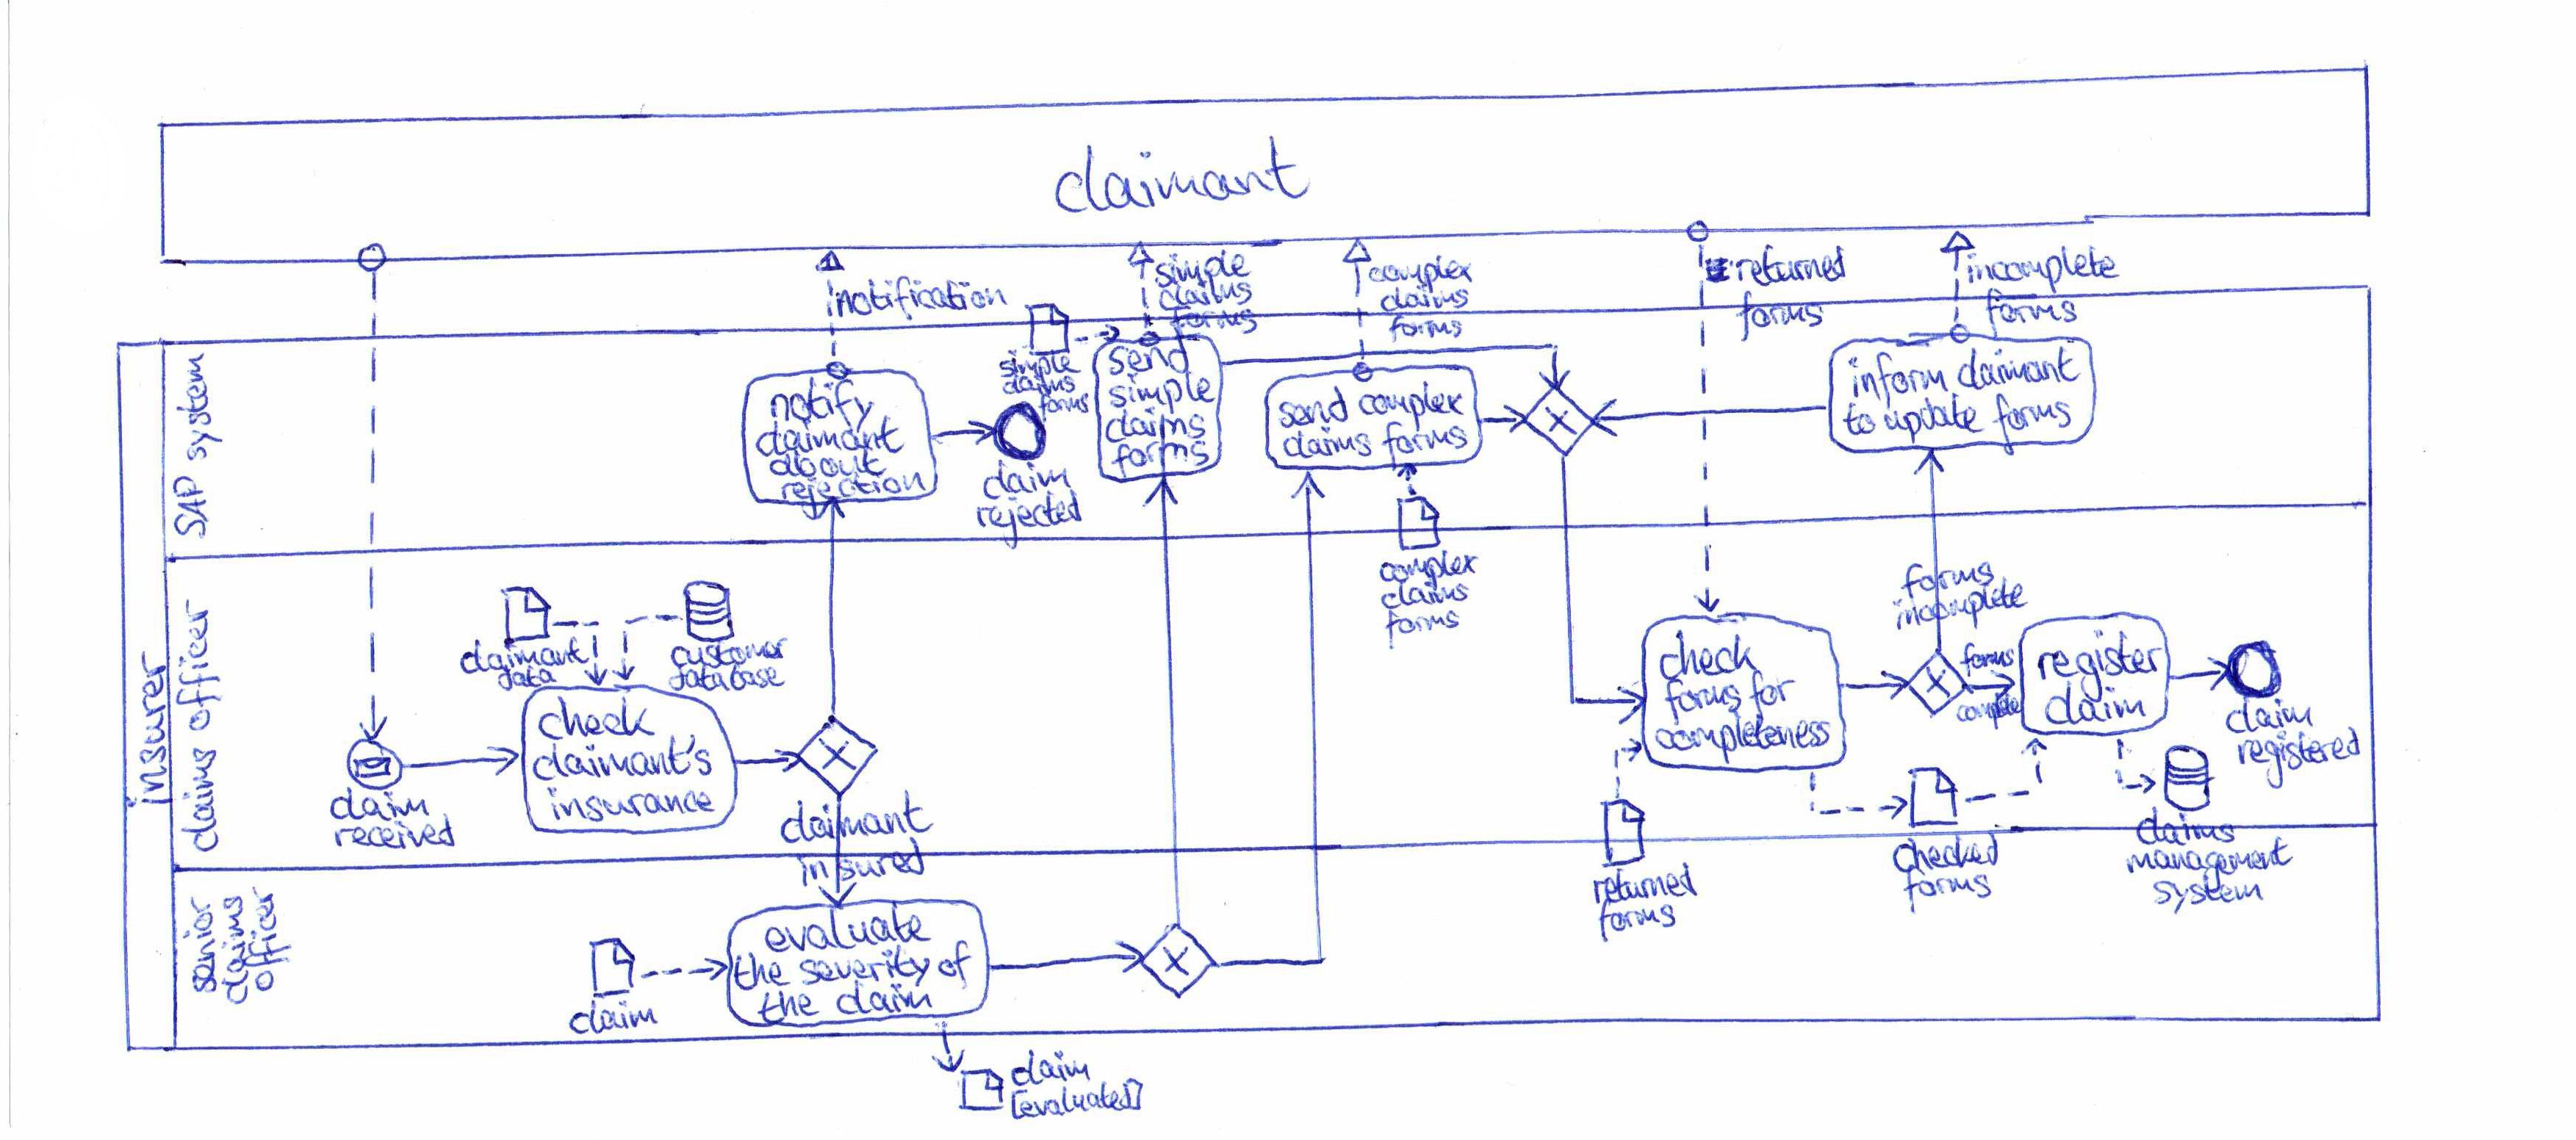 claimant
notification
simple
claims
forms
complex
claims
forms
returned
forms
incomplete
forms
insurer
SAP system
notify
claimant
about
rejection
claim
rejected
simple
claims
forms
send
simple
claims
forms
send complex
claims forms
inform claimant
to update forms
complex
claims
forms
claims officer
claimant
data
customer
database
claim
received
check
claimant's
insurance
claimant
insured
check
forms for
completeness
forms
incomplete
forms
complete
register
claim
claim
registered
returned
forms
checked
forms
claims
management
system
senior
claims
officer
claim
evaluate
the severity of
the claim
claim
[evaluated]